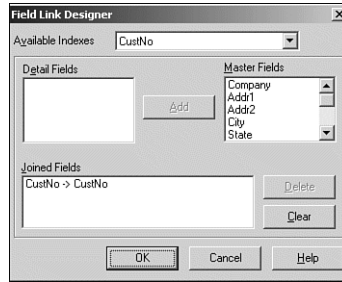 Field Link Designer
Available Indexes CustNo
Detail Fields
Master Fields
Add
Company
Addr1
Addr2
City
State
Joined Fields
CustNo -> CustNo
Delete
Clear
OK Cancel Help